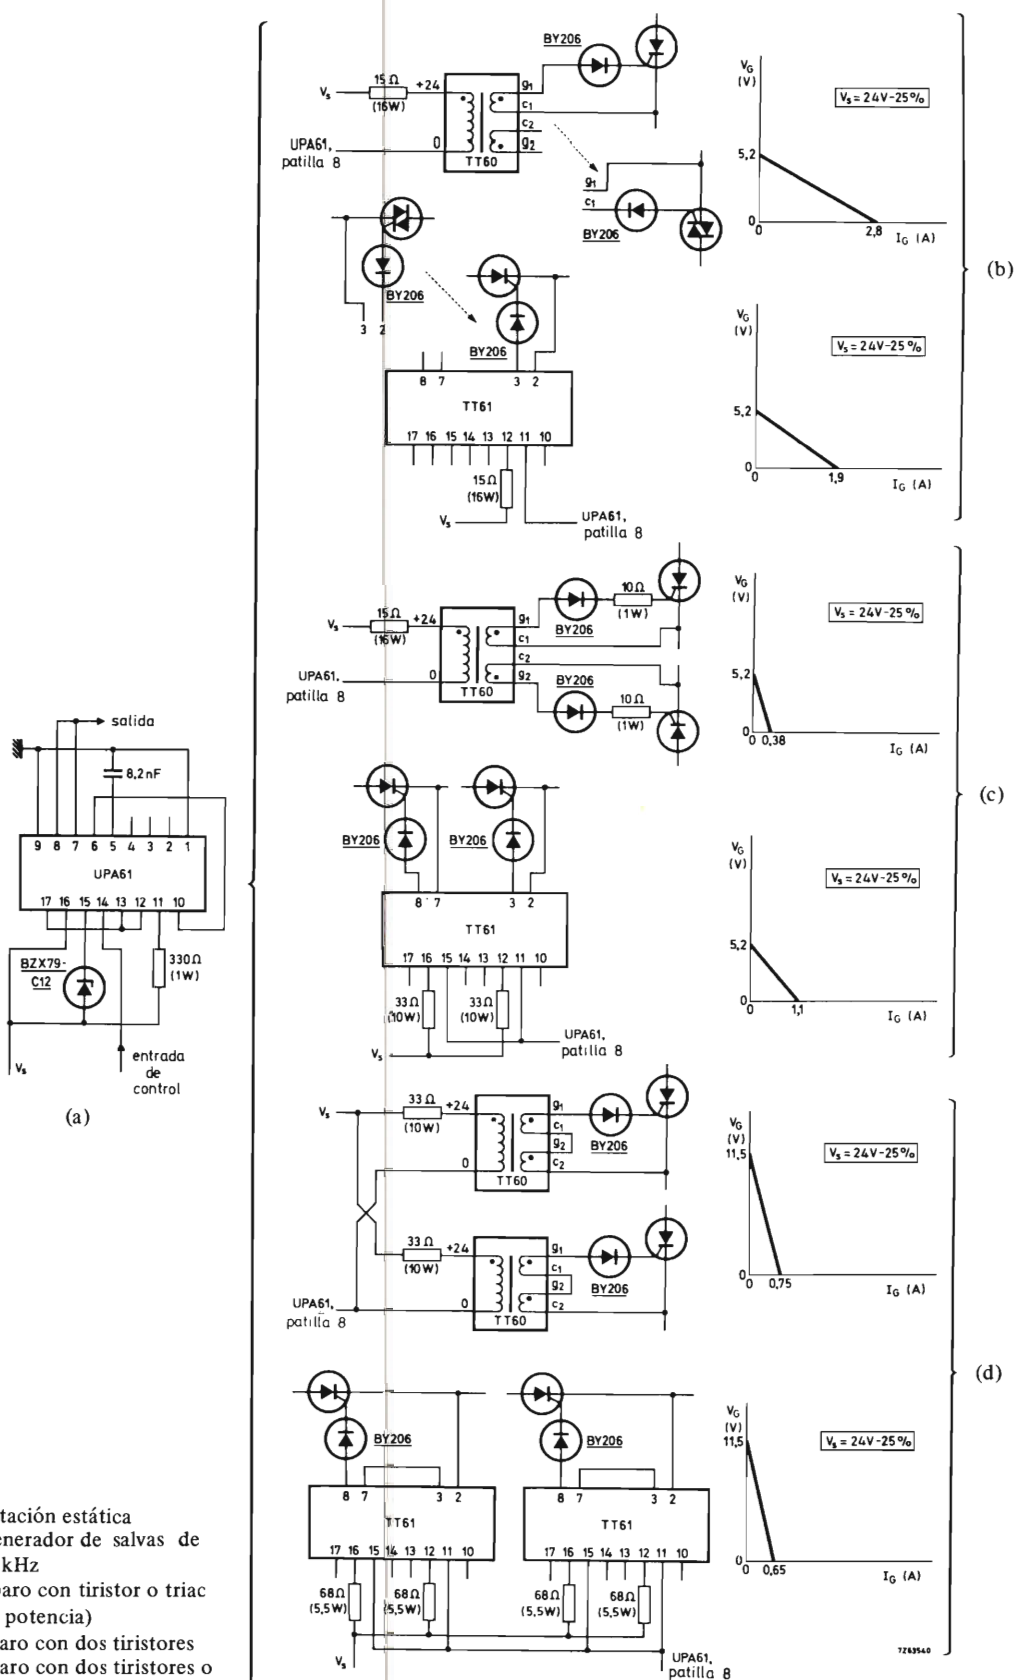 BY206
15 Ω
(16W)
+24
Vs
g1
c1
c2
g2
0
UPA61,
patilla 8
TT60
g1
c1
BY206
VG
(V)
Vs = 24V-25%
5,2
0
0
2,8
IG (A)
BY206
3 2
BY206
8 7 3 2
TT61
17 16 15 14 13 12 11 10
15Ω
(16W)
Vs
UPA61,
patilla 8
VG
(V)
Vs = 24V-25%
5,2
0
0
1,9
IG (A)
(b)
Vs
15Ω
(16W)
+24
0
UPA61.
patilla 8
TT60
g1
c1
c2
g2
BY206
10Ω
(1W)
BY206
10Ω
(1W)
VG
(V)
Vs = 24V-25%
5,2
0
0 0,38
IG (A)
BY206
BY206
8 7 3 2
TT61
17 16 15 14 13 12 11 10
33Ω
(10W)
33Ω
(10W)
Vs
UPA61,
patilla 8
VG
(V)
Vs = 24V-25%
5,2
0
0
1,1
IG (A)
(c)
salida
8,2nF
9 8 7 6 5 4 3 2 1
UPA61
17 16 15 14 13 12 11 10
BZX79-
C12
330Ω
(1W)
Vs
entrada
de
control
(a)
Vs
33Ω
(10W)
+24
0
TT60
g1
c1
g2
c2
BY206
33Ω
(10W)
+24
0
UPA61,
patilla 8
TT60
g1
c1
g2
c2
BY206
VG
(V)
Vs = 24V-25%
11,5
0
0 0,75
IG (A)
BY206
8 7 3 2
TT61
17 16 15 14 13 12 11 10
68Ω
(5,5W)
68Ω
(5,5W)
Vs
BY206
8 7 3 2
TT61
17 16 15 14 13 12 11 10
68Ω
(5,5W)
68Ω
(5,5W)
UPA61,
patilla 8
VG
(V)
Vs = 24V-25%
11,5
0
0 0,65
IG (A)
(d)
7Z63540
tación estática
enerador de salvas de
kHz
aro con tiristor o triac
potencia)
aro con dos tiristores
aro con dos tiristores o